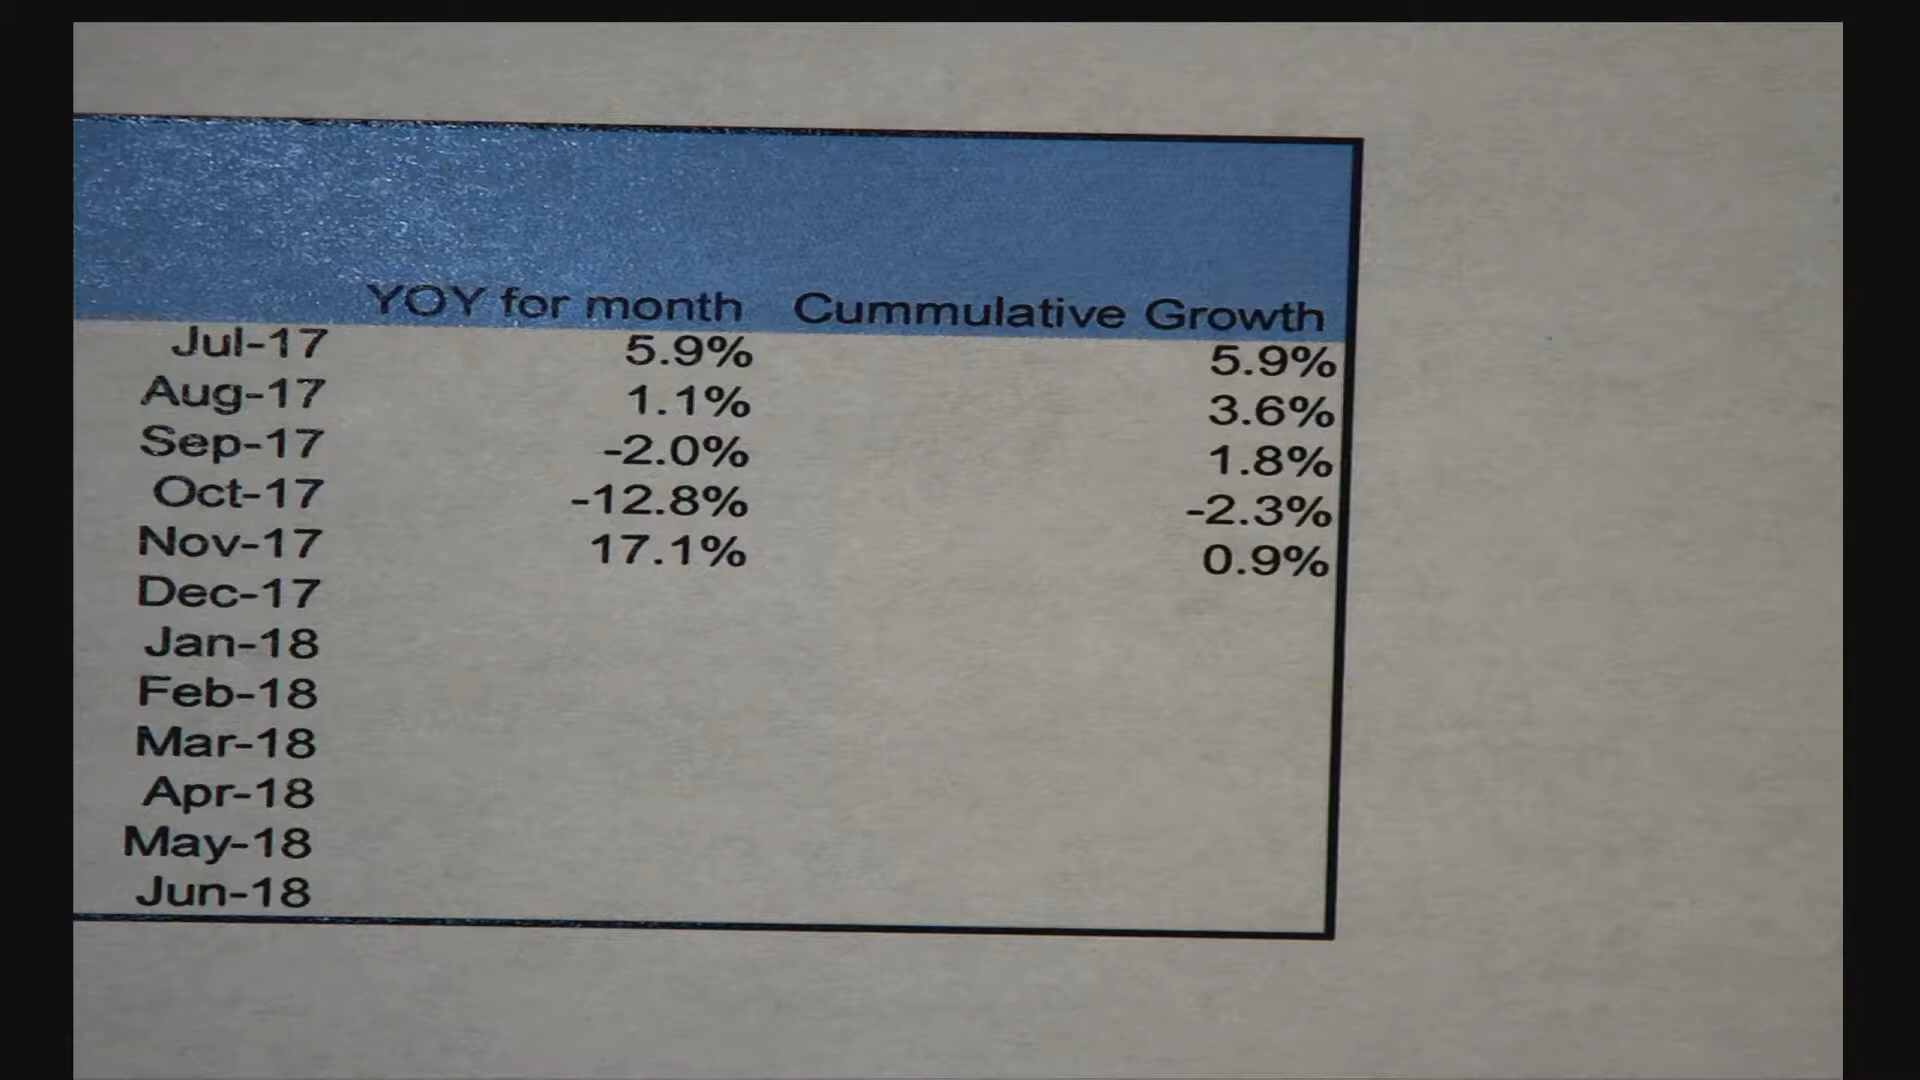 YOY for month Cummulative Growth
Jul-17 5.9% 5.9%
Aug-17 1.1% 3.6%
Sep-17 -2.0% 1.8%
Oct-17 -12.8% -2.3%
Nov-17 17.1% 0.9%
Dec-17
Jan-18
Feb-18
Mar-18
Apr-18
May-18
Jun-18